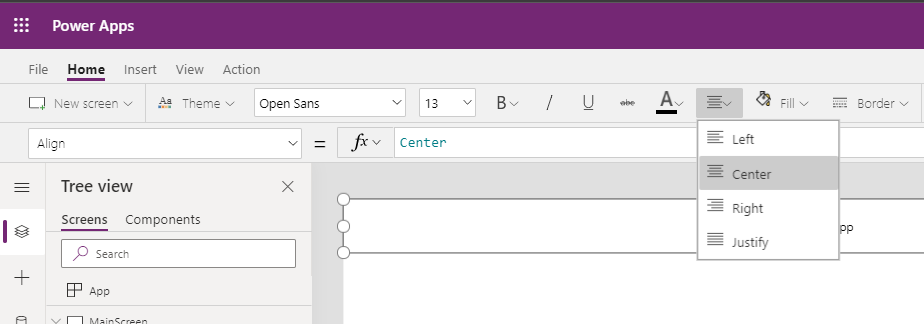 Power Apps
File Home Insert View Action
New screen Aa Theme Open Sans 13 B / U abc A Fill Border
Align = fx Center
Left
Center
Right
Justify
Tree view
Screens Components
pp
Search
App
MainScreen